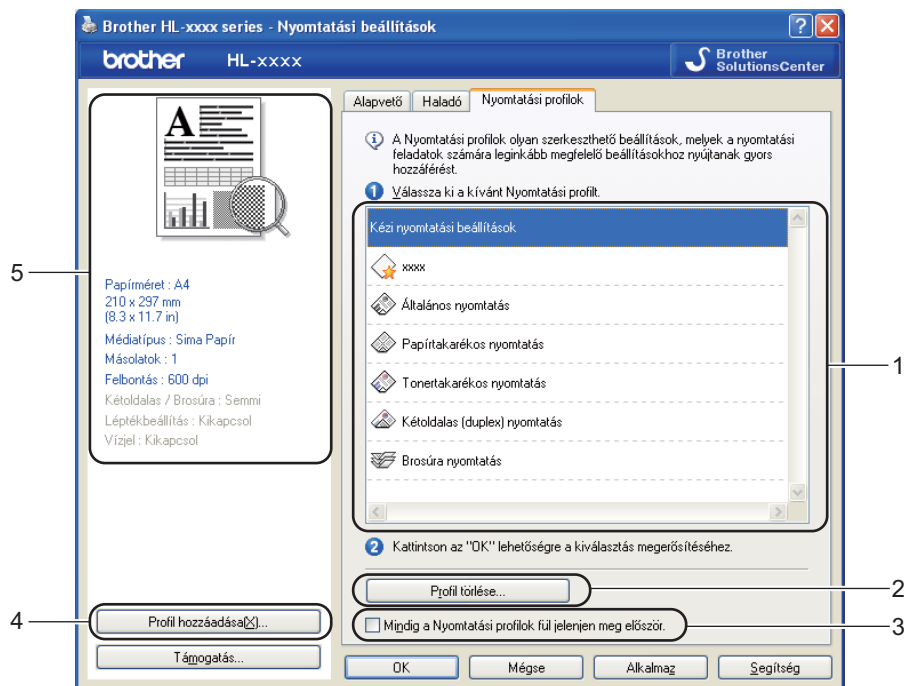 Brother HL-xxxx series - Nyomtatási beállítások
brother HL-xxxx
Brother
SolutionsCenter
Alapvető Haladó Nyomtatási profilok
A Nyomtatási profilok olyan szerkeszthető beállítások, melyek a nyomtatási
feladatok számára leginkább megfelelő beállításokhoz nyújtanak gyors
hozzáférést.
1 Válassza ki a kívánt Nyomtatási profilt.
Kézi nyomtatási beállítások
xxxx
Általános nyomtatás
Papírtakarékos nyomtatás
Tonertakarékos nyomtatás
Kétoldalas (duplex) nyomtatás
Brosúra nyomtatás
1
2 Kattintson az "OK" lehetőségre a kiválasztás megerősítéséhez.
Profil törlése...
2
Mindig a Nyomtatási profilok fül jelenjen meg először.
3
A
5
Papírméret : A4
210 x 297 mm
(8.3 x 11.7 in)
Médiatípus : Sima Papír
Másolatok : 1
Felbontás : 600 dpi
Kétoldalas / Brosúra : Semmi
Léptékbeállítás : Kikapcsol
Vízjel : Kikapcsol
4
Profil hozzáadása(X)...
Támogatás...
OK Mégse Alkalmaz Segítség